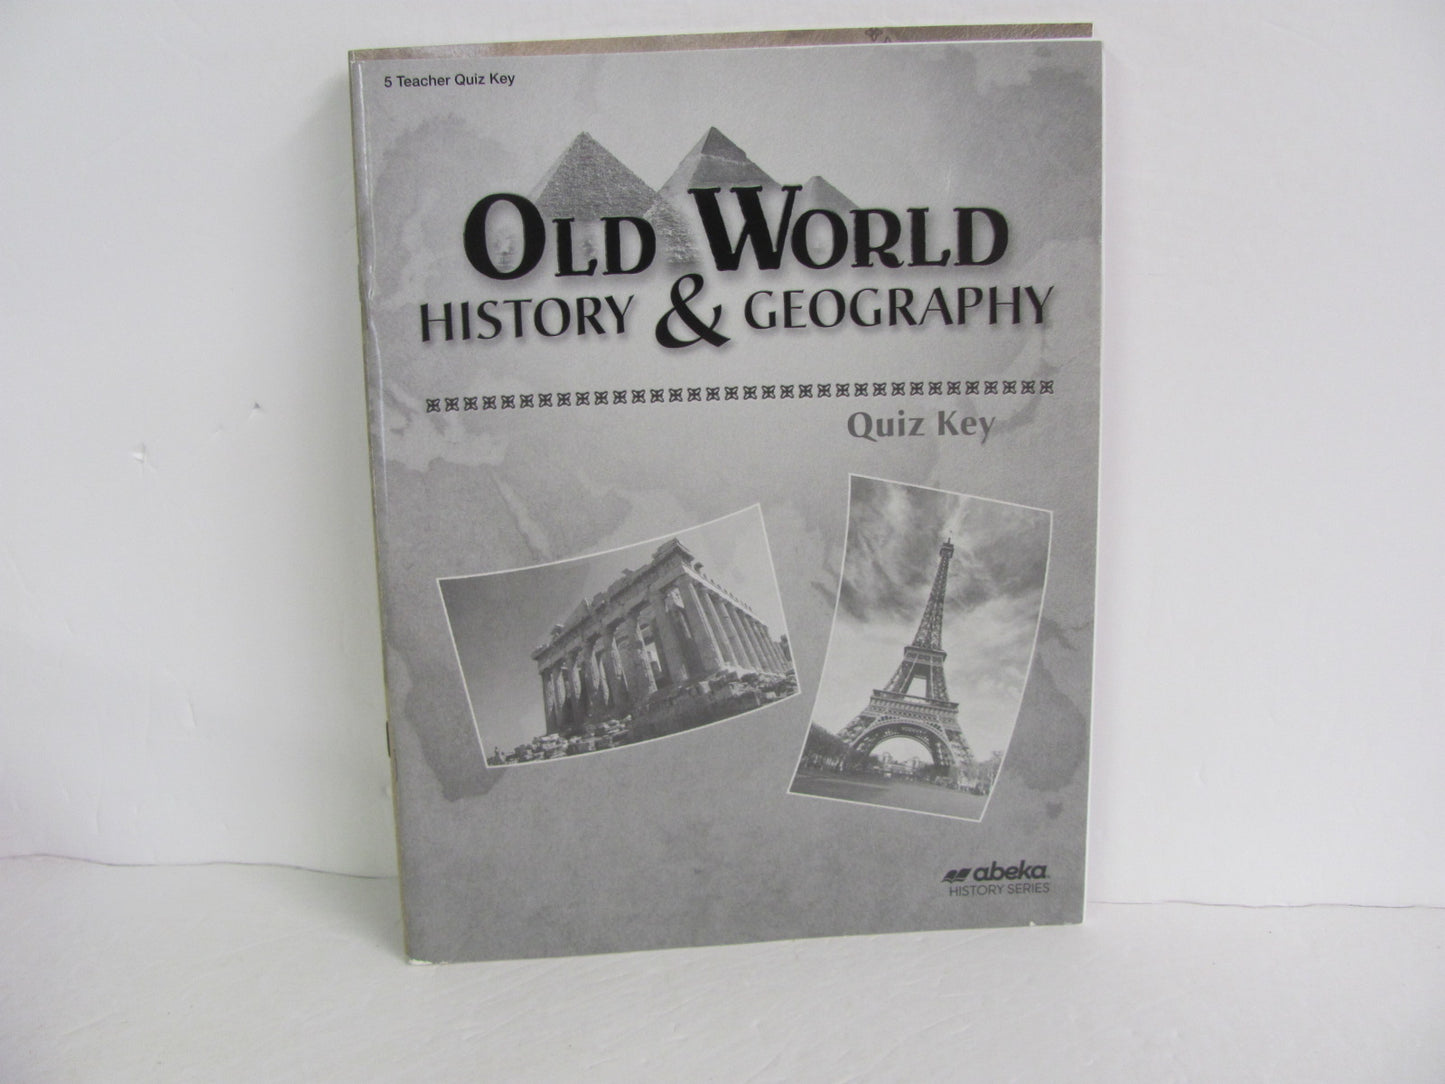 5 Teacher Quiz Key
OLD WORLD
HISTORY & GEOGRAPHY
Quiz Key
abeka
HISTORY SERIES